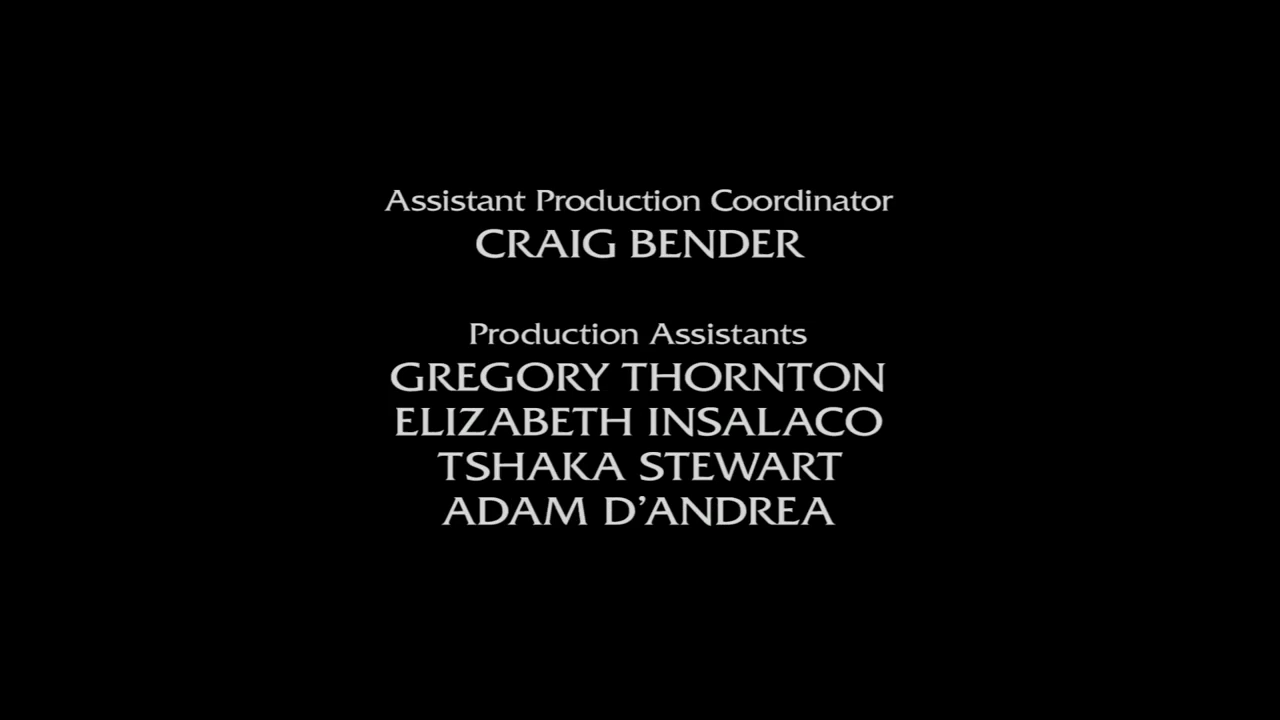 Assistant Production Coordinator
CRAIG BENDER
Production Assistants
GREGORY THORNTON
ELIZABETH INSALACO
TSHAKA STEWART
ADAM D’ANDREA